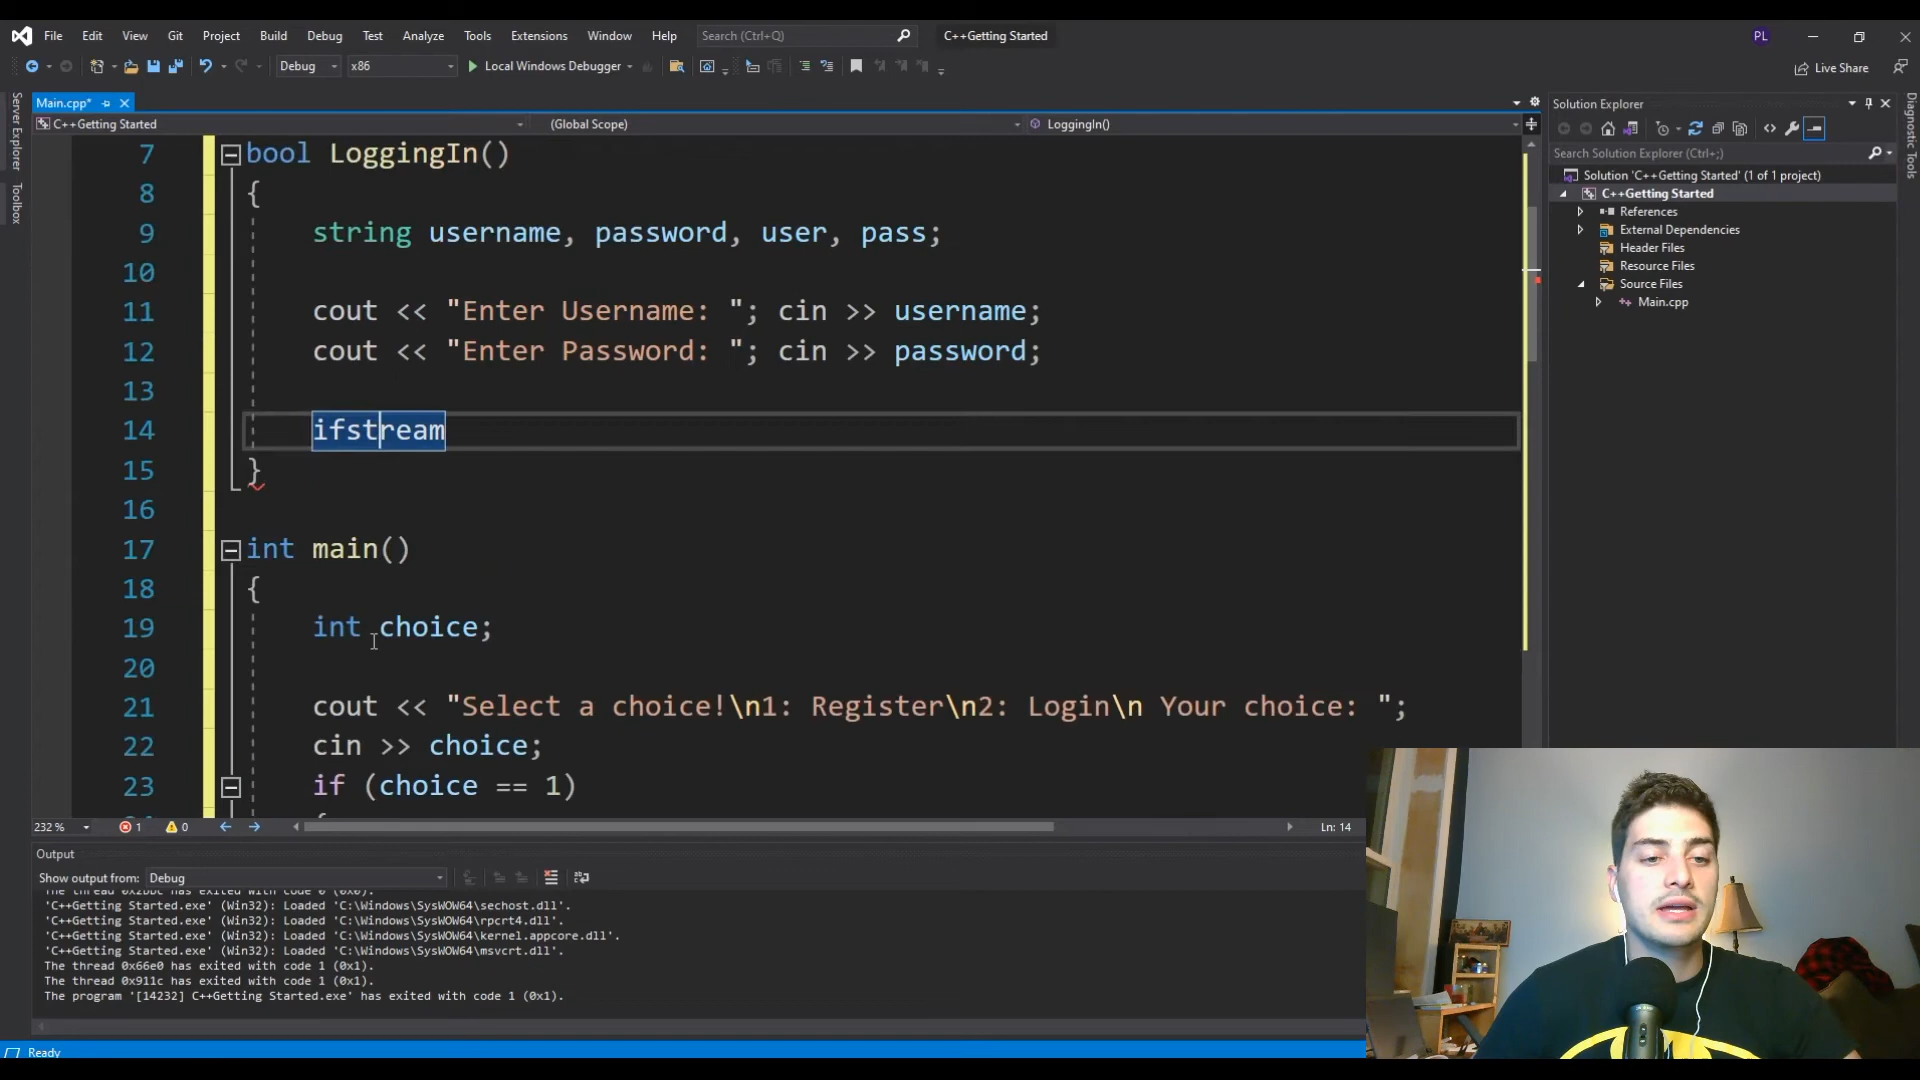 File Edit View Git Project Build Debug Test Analyze Tools Extensions Window Help Search (Ctrl+Q) C++Getting Started PL
Debug x86 Local Windows Debugger Live Share
Main.cpp*
C++Getting Started (Global Scope) LoggingIn()
Server Explorer
Toolbox
7 bool LoggingIn()
8 {
9 string username, password, user, pass;
10
11 cout << "Enter Username: "; cin >> username;
12 cout << "Enter Password: "; cin >> password;
13
14 ifstream
15 }
16
17 int main()
18 {
19 int choice;
20
21 cout << "Select a choice!\n1: Register\n2: Login\n Your choice: ";
22 cin >> choice;
23 if (choice == 1)
232 % 1 0 Ln: 14
Solution Explorer
Search Solution Explorer (Ctrl+;)
Solution 'C++Getting Started' (1 of 1 project)
C++Getting Started
References
External Dependencies
Header Files
Resource Files
Source Files
Main.cpp
Diagnostic Tools
Output
Show output from: Debug
'C++Getting Started.exe' (Win32): Loaded 'C:\Windows\SysWOW64\sechost.dll'.
'C++Getting Started.exe' (Win32): Loaded 'C:\Windows\SysWOW64\rpcrt4.dll'.
'C++Getting Started.exe' (Win32): Loaded 'C:\Windows\SysWOW64\kernel.appcore.dll'.
'C++Getting Started.exe' (Win32): Loaded 'C:\Windows\SysWOW64\msvcrt.dll'.
The thread 0x66e0 has exited with code 1 (0x1).
The thread 0x911c has exited with code 1 (0x1).
The program '[14232] C++Getting Started.exe' has exited with code 1 (0x1).
Ready